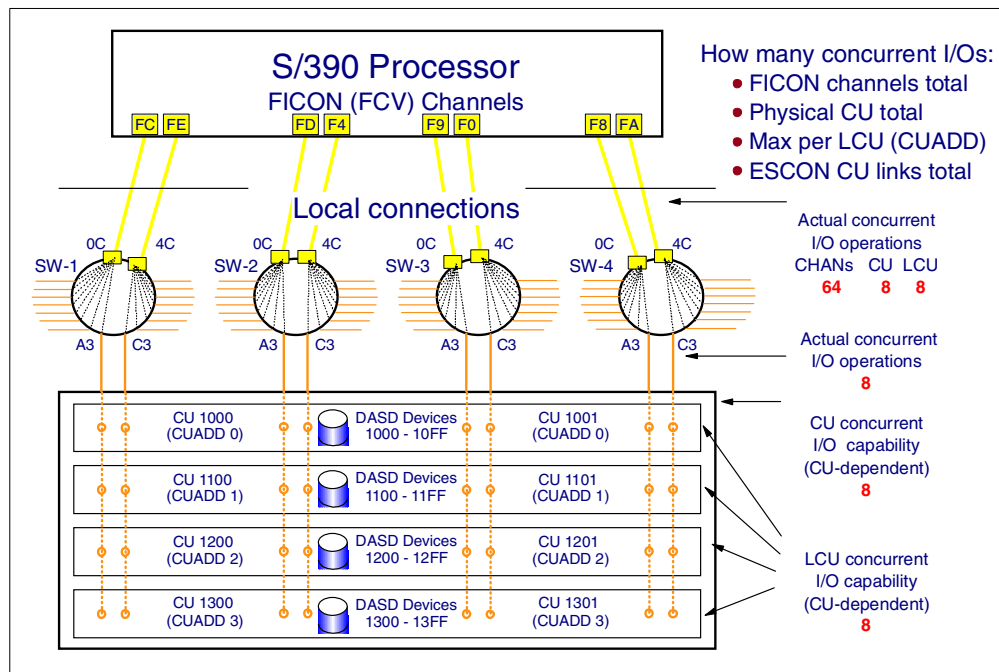 S/390 Processor
FICON (FCV) Channels
FC FE FD F4 F9 F0 F8 FA
How many concurrent I/Os:
• FICON channels total
• Physical CU total
• Max per LCU (CUADD)
• ESCON CU links total
Local connections
0C 4C 0C 4C 0C 4C 0C 4C
SW-1 SW-2 SW-3 SW-4
A3 C3 A3 C3 A3 C3 A3 C3
Actual concurrent
I/O operations
CHANs CU LCU
64 8 8
Actual concurrent
I/O operations
8
CU 1000
(CUADD 0)
DASD Devices
1000 - 10FF
CU 1001
(CUADD 0)
CU 1100
(CUADD 1)
DASD Devices
1100 - 11FF
CU 1101
(CUADD 1)
CU 1200
(CUADD 2)
DASD Devices
1200 - 12FF
CU 1201
(CUADD 2)
CU 1300
(CUADD 3)
DASD Devices
1300 - 13FF
CU 1301
(CUADD 3)
CU concurrent
I/O capability
(CU-dependent)
8
LCU concurrent
I/O capability
(CU-dependent)
8